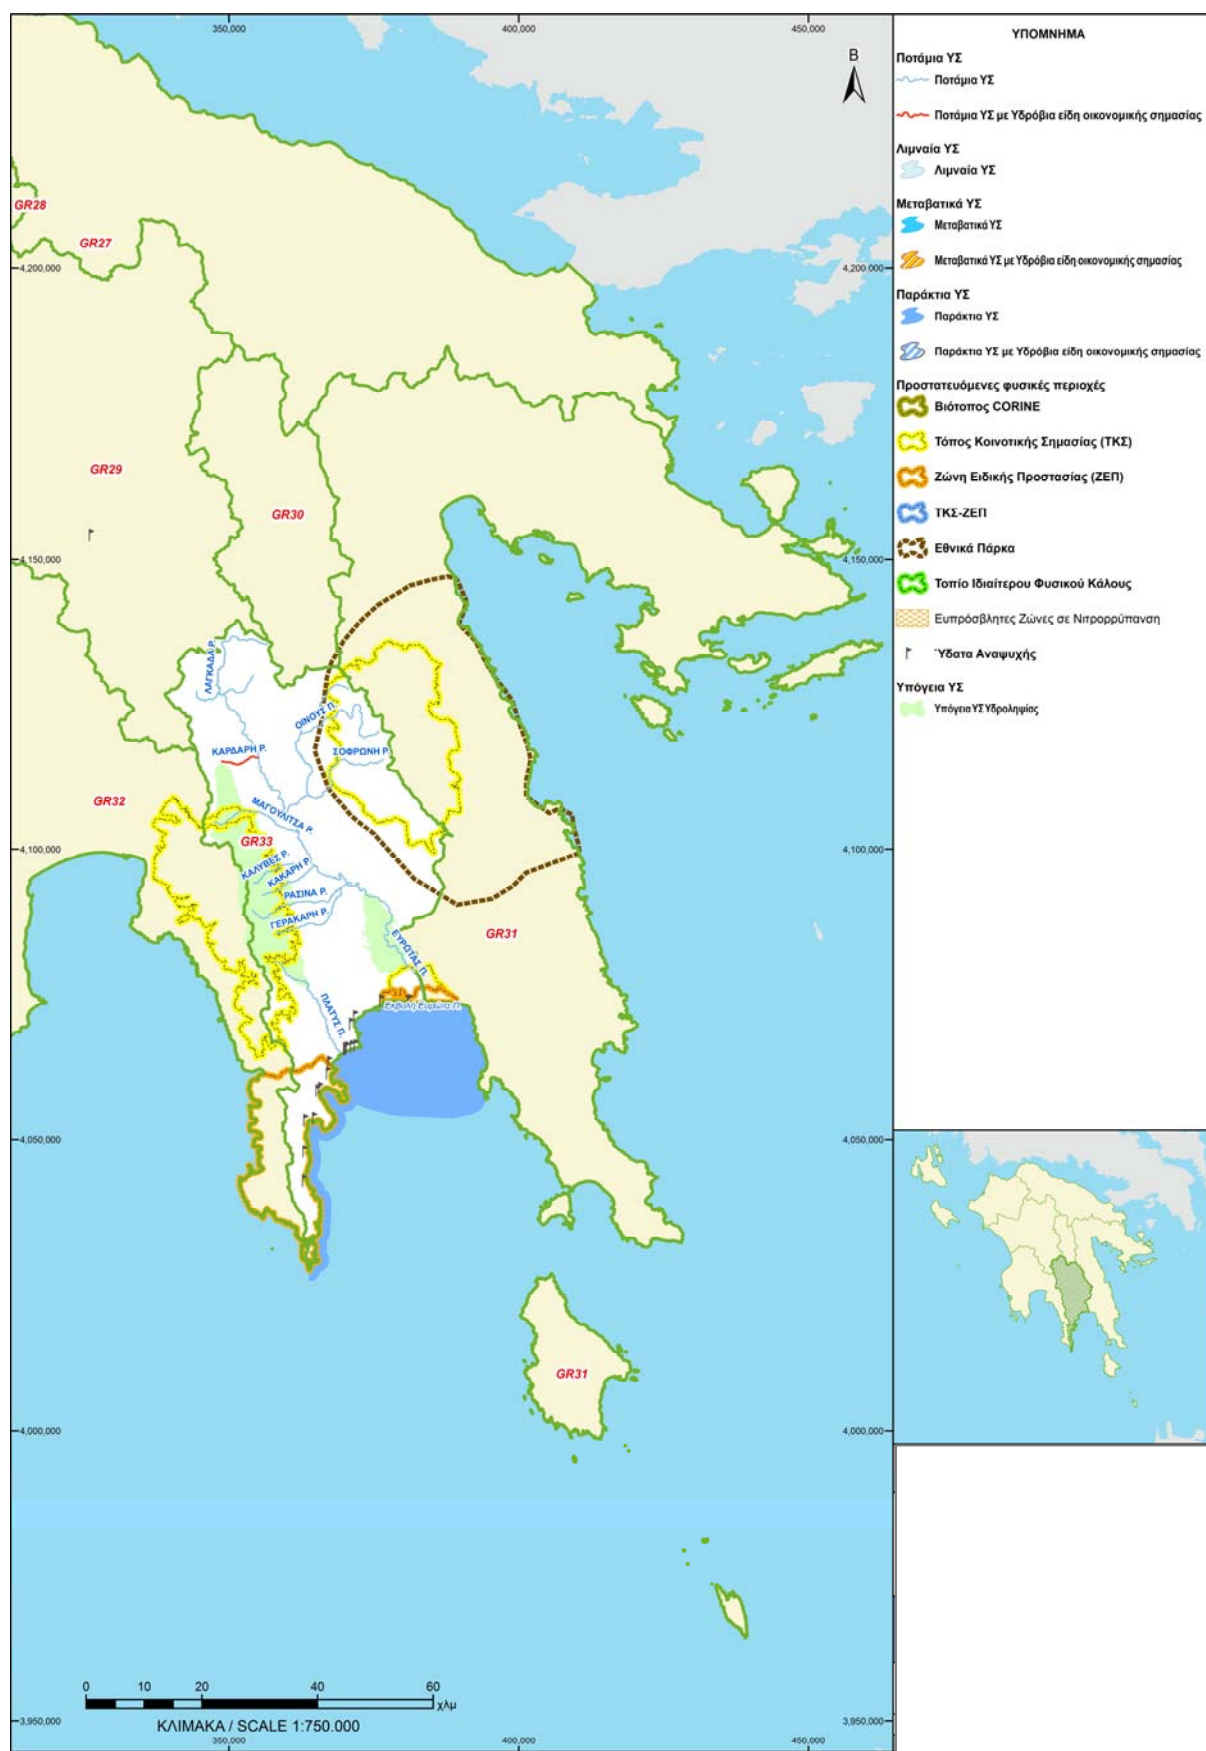 350,000
400,000
450,000
Β
GR28
GR27
4,200,000
4,200,000
GR29
GR30
4,150,000
4,150,000
ΛΑΓΚΑΔΑ Ρ.
ΟΙΝΟΥΣ Π.
ΣΟΦΡΩΝΗ Ρ.
ΚΑΡΔΑΡΗ Ρ.
GR32
ΜΑΓΟΥΛΙΤΣΑ Ρ.
GR33
4,100,000
4,100,000
ΚΑΛΥΒΕΣ Ρ.
ΚΑΚΑΡΗ Ρ.
ΡΑΣΙΝΑ Ρ.
ΓΕΡΑΚΑΡΗ Ρ.
ΕΥΡΩΤΑΣ Π.
GR31
ΠΛΑΤΥΣ Π.
Εκβολή Ευρώτα Π.
4,050,000
4,050,000
GR31
4,000,000
4,000,000
0
10
20
40
60
χλμ
ΚΛΙΜΑΚΑ / SCALE 1:750.000
3,950,000
3,950,000
350,000
400,000
450,000
ΥΠΟΜΝΗΜΑ
Ποτάμια ΥΣ
Ποτάμια ΥΣ
Ποτάμια ΥΣ με Υδρόβια είδη οικονομικής σημασίας
Λιμναία ΥΣ
Λιμναία ΥΣ
Μεταβατικά ΥΣ
Μεταβατικά ΥΣ
Μεταβατικά ΥΣ με Υδρόβια είδη οικονομικής σημασίας
Παράκτια ΥΣ
Παράκτια ΥΣ
Παράκτια ΥΣ με Υδρόβια είδη οικονομικής σημασίας
Προστατευόμενες φυσικές περιοχές
Βιότοπος CORINE
Τόπος Κοινοτικής Σημασίας (ΤΚΣ)
Ζώνη Ειδικής Προστασίας (ΖΕΠ)
ΤΚΣ-ΖΕΠ
Εθνικά Πάρκα
Τοπίο Ιδιαίτερου Φυσικού Κάλους
Ευπρόσβλητες Ζώνες σε Νιτρορρύπανση
Ύδατα Αναψυχής
Υπόγεια ΥΣ
Υπόγεια ΥΣ Υδροληψίας